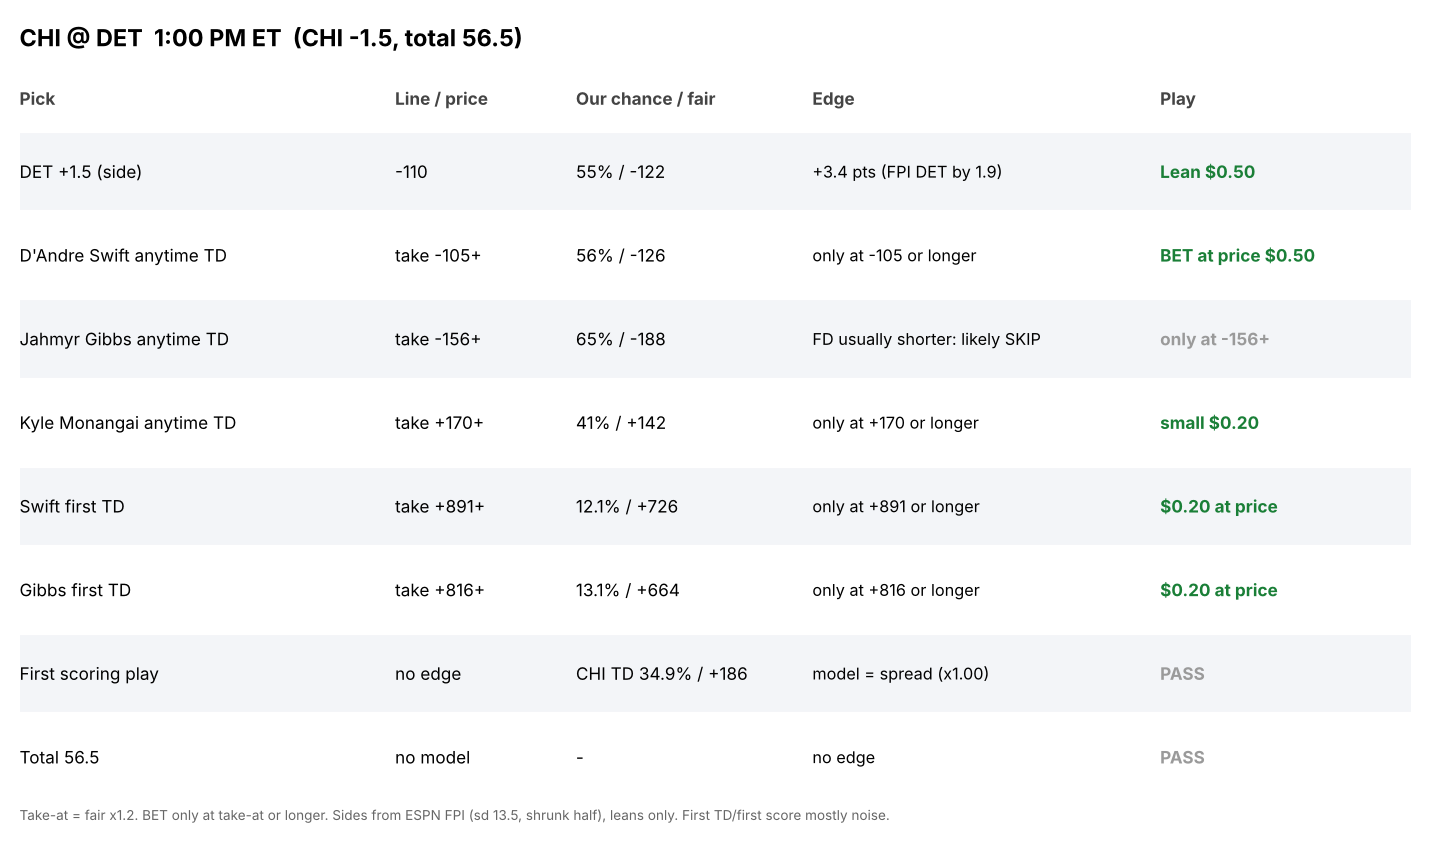 CHI @ DET 1:00 PM ET (CHI -1.5, total 56.5)
Pick Line / price Our chance / fair Edge Play
DET +1.5 (side) -110 55% / -122 +3.4 pts (FPI DET by 1.9) Lean $0.50
D'Andre Swift anytime TD take -105+ 56% / -126 only at -105 or longer BET at price $0.50
Jahmyr Gibbs anytime TD take -156+ 65% / -188 FD usually shorter: likely SKIP only at -156+
Kyle Monangai anytime TD take +170+ 41% / +142 only at +170 or longer small $0.20
Swift first TD take +891+ 12.1% / +726 only at +891 or longer $0.20 at price
Gibbs first TD take +816+ 13.1% / +664 only at +816 or longer $0.20 at price
First scoring play no edge CHI TD 34.9% / +186 model = spread (x1.00) PASS
Total 56.5 no model - no edge PASS
Take-at = fair x1.2. BET only at take-at or longer. Sides from ESPN FPI (sd 13.5, shrunk half), leans only. First TD/first score mostly noise.